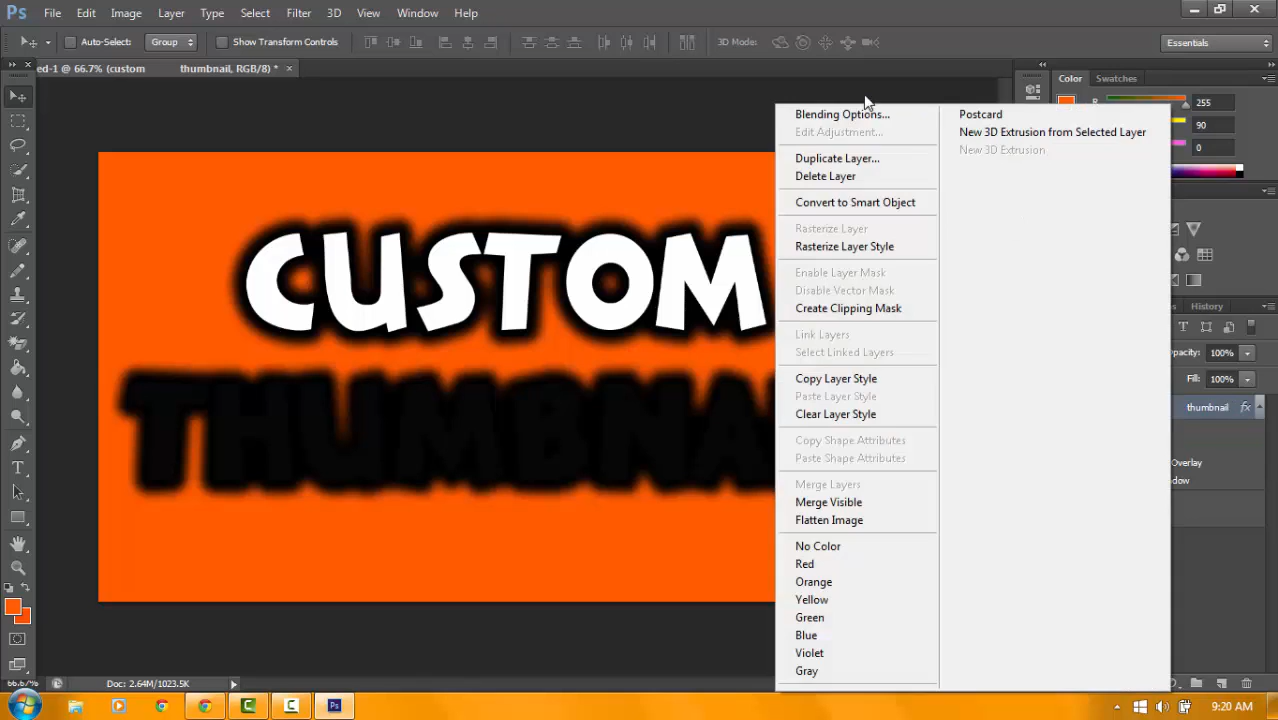 Ps File Edit Image Layer Type Select Filter 3D View Window Help
Auto-Select: Group Show Transform Controls 3D Mode: Essentials
ed-1 @ 66.7% (custom thumbnail, RGB/8) * ×
Color Swatches
R 255
90
0
CUSTOM
THUMBNA
Blending Options...
Edit Adjustment...
Duplicate Layer...
Delete Layer
Convert to Smart Object
Rasterize Layer
Rasterize Layer Style
Enable Layer Mask
Disable Vector Mask
Create Clipping Mask
Link Layers
Select Linked Layers
Copy Layer Style
Paste Layer Style
Clear Layer Style
Copy Shape Attributes
Paste Shape Attributes
Merge Layers
Merge Visible
Flatten Image
No Color
Red
Orange
Yellow
Green
Blue
Violet
Gray
Postcard
New 3D Extrusion from Selected Layer
New 3D Extrusion
History
Opacity: 100%
Fill: 100%
thumbnail fx
Overlay
dow
66.67% Doc: 2.64M/1023.5K
9:20 AM